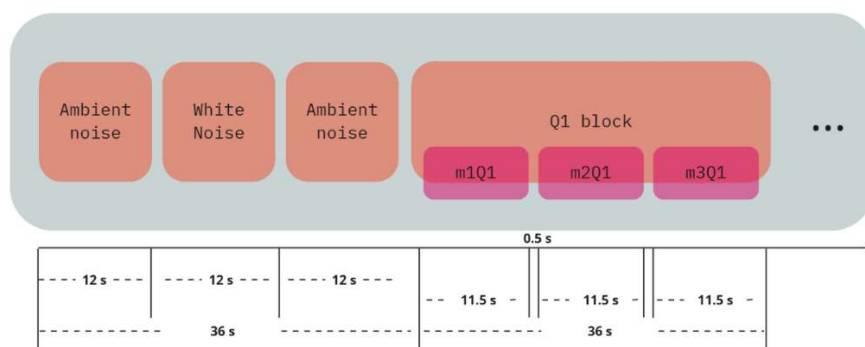 Ambient
noise
White
Noise
Ambient
noise
Q1 block
...
m1Q1
m2Q1
m3Q1
0.5 s
12 s
12 s
12 s
11.5 s
11.5 s
11.5 s
36 s
36 s